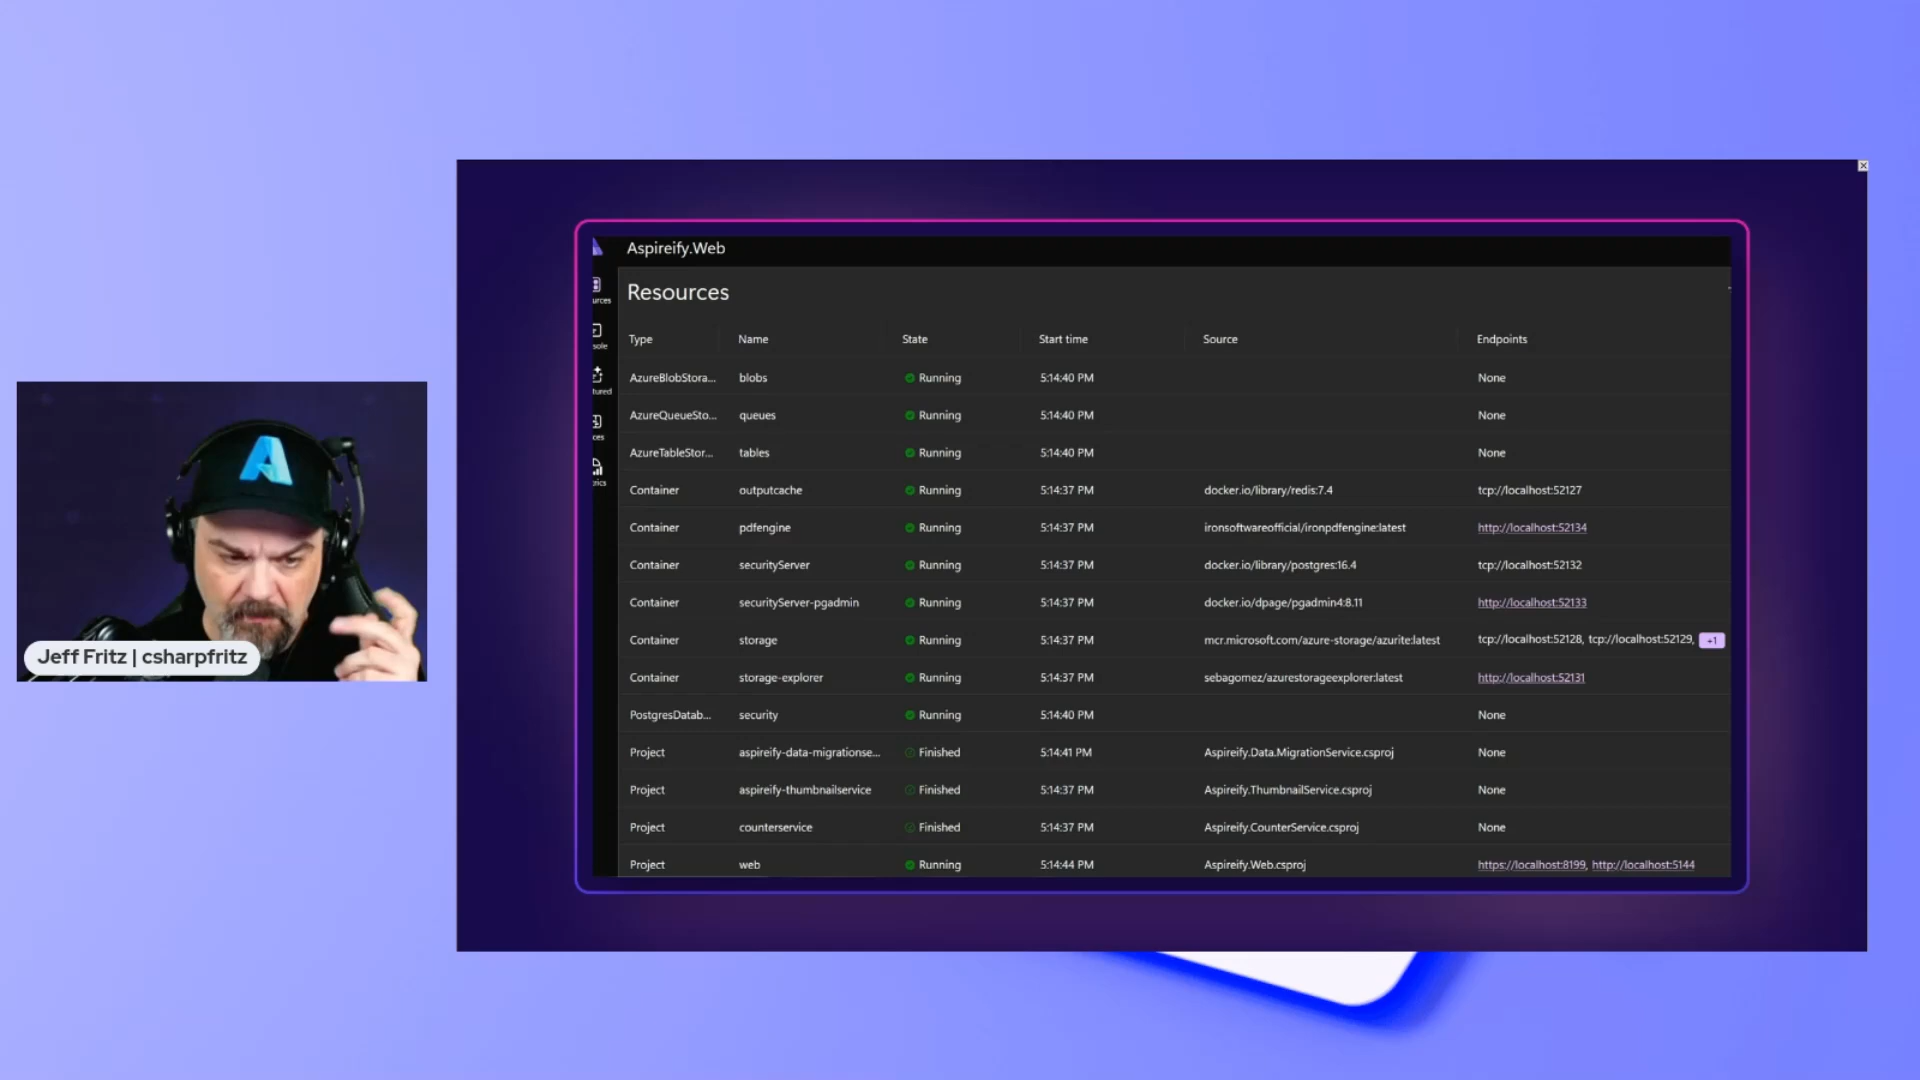 Aspireify.Web
urces
Resources
Type Name State Start time Source Endpoints
sole
AzureBlobStora... blobs Running 5:14:40 PM None
tured
AzureQueueSto... queues Running 5:14:40 PM None
ces
AzureTableStor... tables Running 5:14:40 PM None
rics
Container outputcache Running 5:14:37 PM docker.io/library/redis:7.4 tcp://localhost:52127
Container pdfengine Running 5:14:37 PM ironsoftwareofficial/ironpdfengine:latest http://localhost:52134
Container securityServer Running 5:14:37 PM docker.io/library/postgres:16.4 tcp://localhost:52132
Container securityServer-pgadmin Running 5:14:37 PM docker.io/dpage/pgadmin4:8.11 http://localhost:52133
Container storage Running 5:14:37 PM mcr.microsoft.com/azure-storage/azurite:latest tcp://localhost:52128, tcp://localhost:52129, +1
Container storage-explorer Running 5:14:37 PM sebagomez/azurestorageexplorer:latest http://localhost:52131
PostgresDatab... security Running 5:14:40 PM None
Project aspireify-data-migrationse... Finished 5:14:41 PM Aspireify.Data.MigrationService.csproj None
Project aspireify-thumbnailservice Finished 5:14:37 PM Aspireify.ThumbnailService.csproj None
Project counterservice Finished 5:14:37 PM Aspireify.CounterService.csproj None
Project web Running 5:14:44 PM Aspireify.Web.csproj https://localhost:8199, http://localhost:5144
Jeff Fritz | csharpfritz